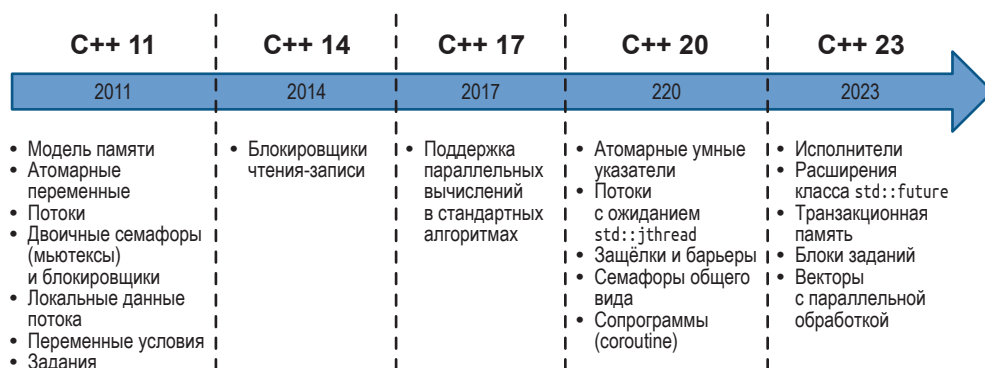 C++ 11
C++ 14
C++ 17
C++ 20
C++ 23
2011
2014
2017
220
2023
• Модель памяти
• Атомарные
переменные
• Потоки
• Двоичные семафоры
(мьютексы)
и блокировщики
• Локальные данные
потока
• Переменные условия
• Задания
• Блокировщики
чтения-записи
• Поддержка
параллельных
вычислений
в стандартных
алгоритмах
• Атомарные умные
указатели
• Потоки
с ожиданием
std::jthread
• Защёлки и барьеры
• Семафоры общего
вида
• Сопрограммы
(coroutine)
• Исполнители
• Расширения
класса std::future
• Транзакционная
память
• Блоки заданий
• Векторы
с параллельной
обработкой